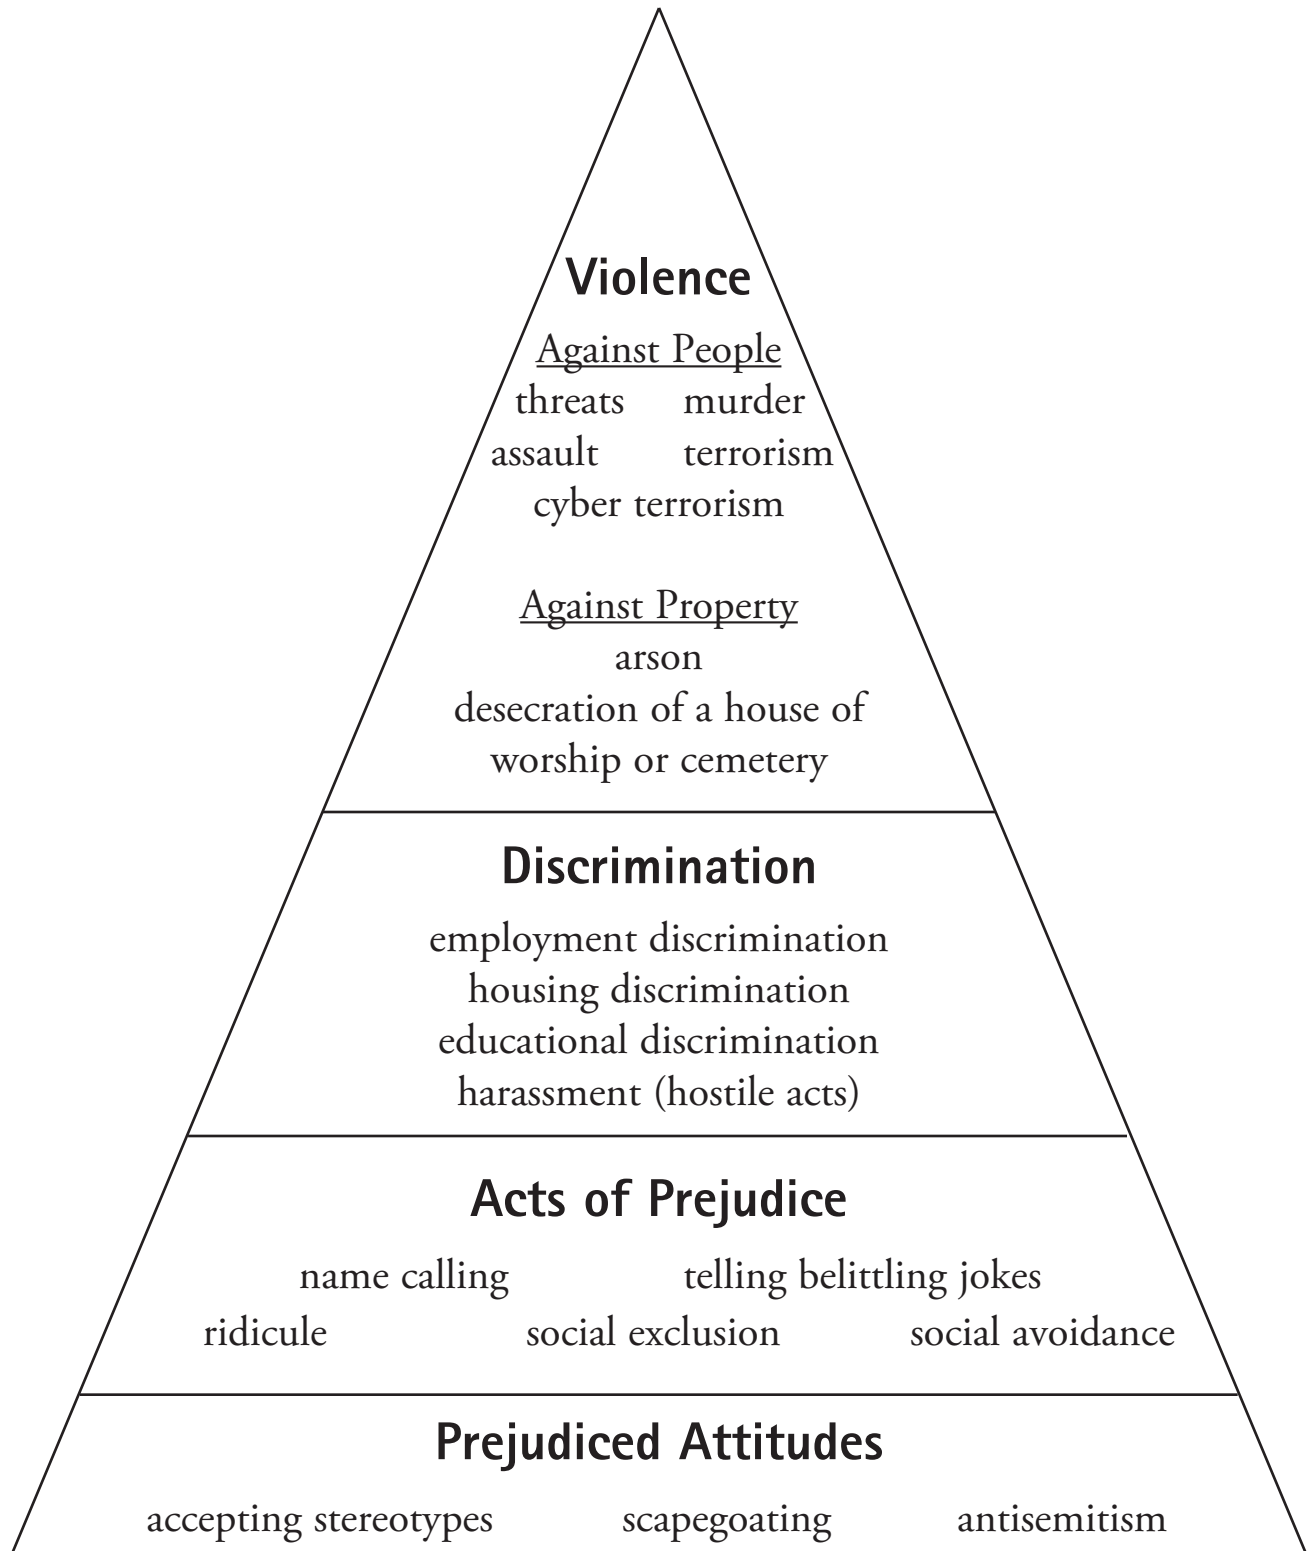 Violence
Against People
threats murder
assault terrorism
cyber terrorism
Against Property
arson
desecration of a house of
worship or cemetery
Discrimination
employment discrimination
housing discrimination
educational discrimination
harassment (hostile acts)
Acts of Prejudice
name calling telling belittling jokes
ridicule social exclusion social avoidance
Prejudiced Attitudes
accepting stereotypes scapegoating antisemitism